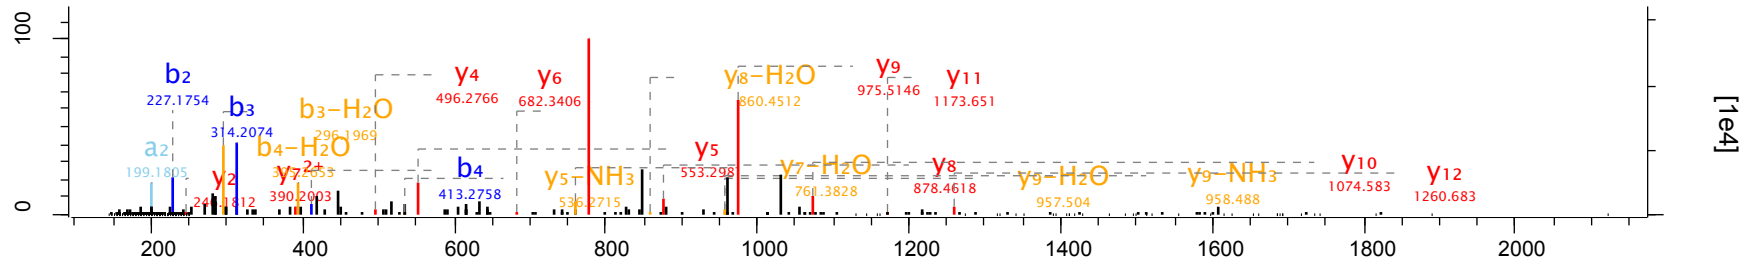 100
0
[1e4]
b2
227.1754
b3
314.2074
b3-H2O
296.1969
a2
199.1805
b4-H2O
y2
y7 2+
390.2003
b4
413.2758
y4
496.2766
y6
682.3406
y5-NH3
536.2715
y5
y8-H2O
860.4512
y9
975.5146
y11
1173.651
y7-H2O
761.3828
y8
878.4618
y9-H2O
957.504
y9-NH3
958.488
y10
1074.583
y12
1260.683
200 400 600 800 1000 1200 1400 1600 1800 2000